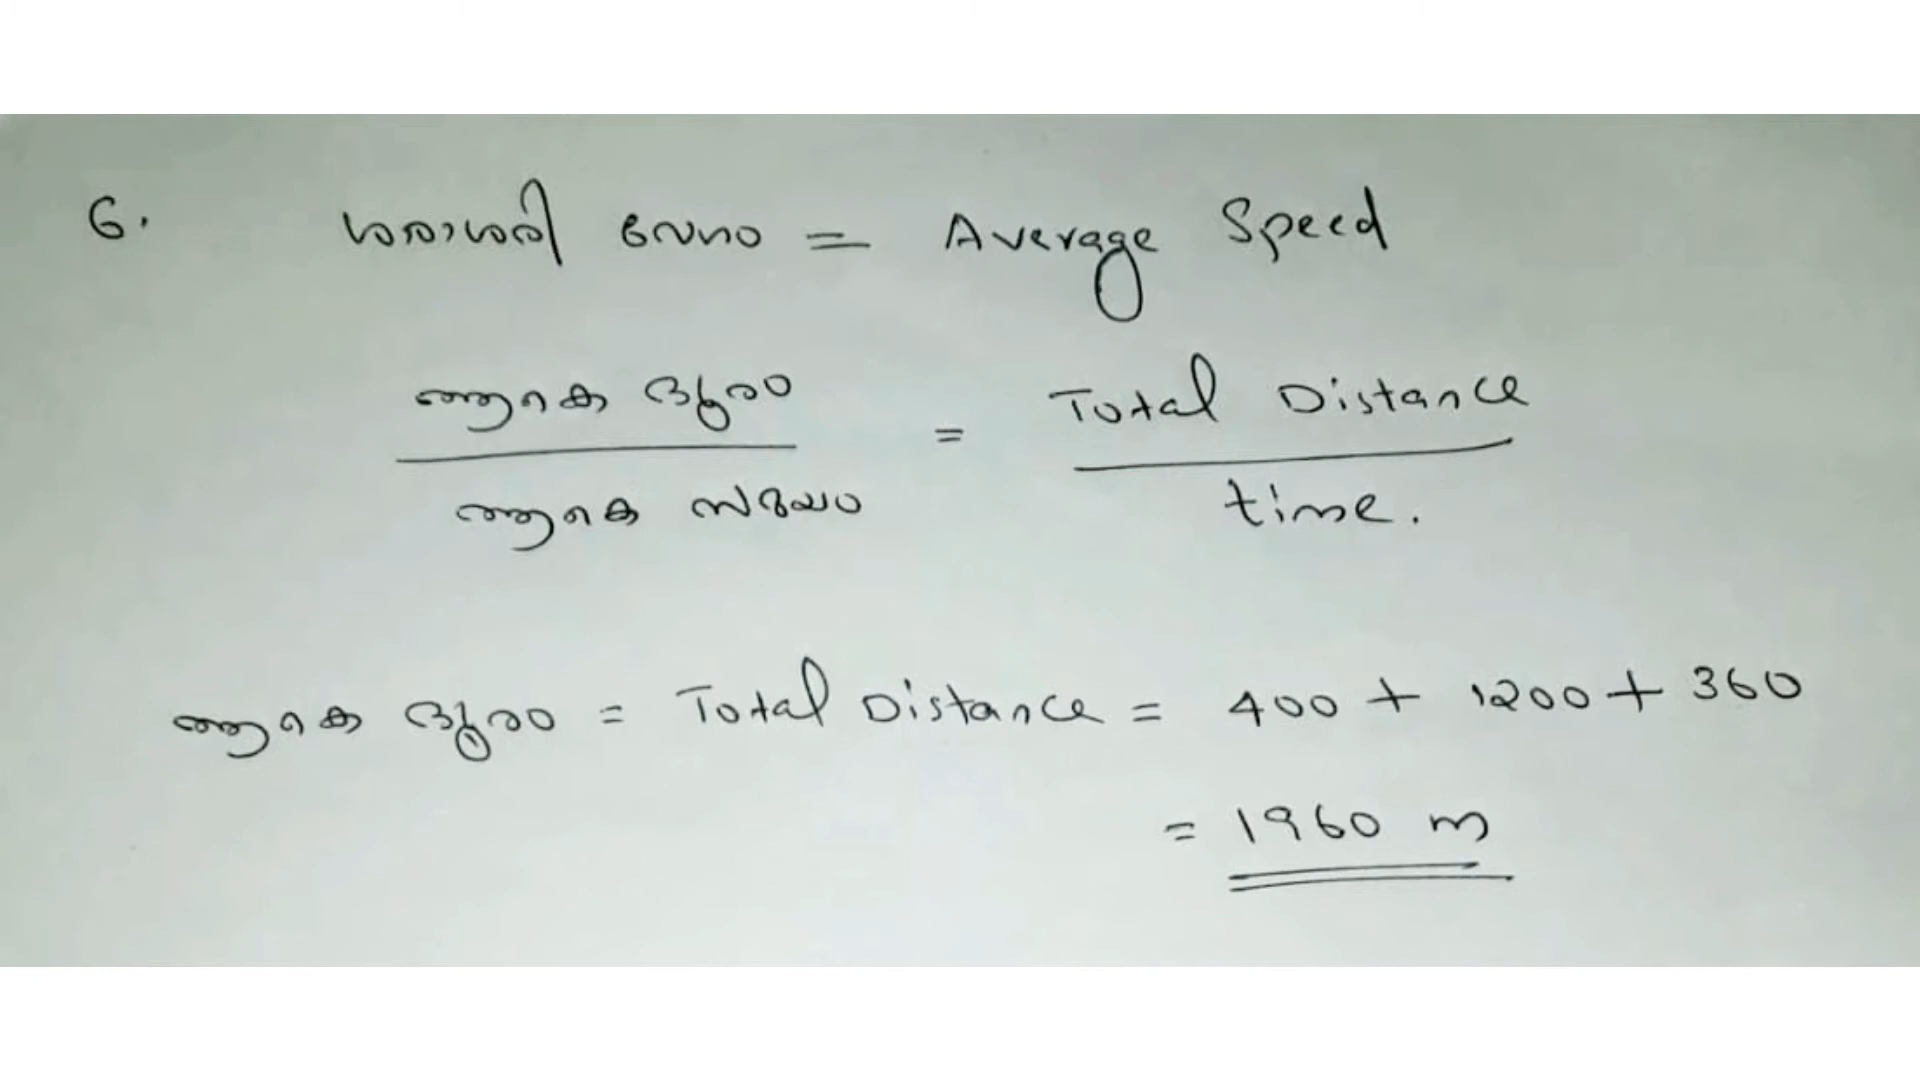 6. ശരാശരി വേഗം = Average Speed
ആകെ ദൂരം / ആകെ സമയം = Total Distance / time.
ആകെ ദൂരം = Total Distance = 400 + 1200 + 360
= 1960 m